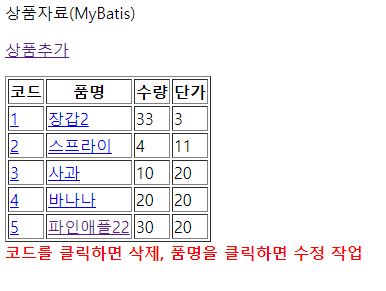 상품자료(MyBatis)
상품추가
코드 품명 수량 단가
1 장갑2 33 3
2 스프라이 4 11
3 사과 10 20
4 바나나 20 20
5 파인애플22 30 20
코드를 클릭하면 삭제, 품명을 클릭하면 수정 작업